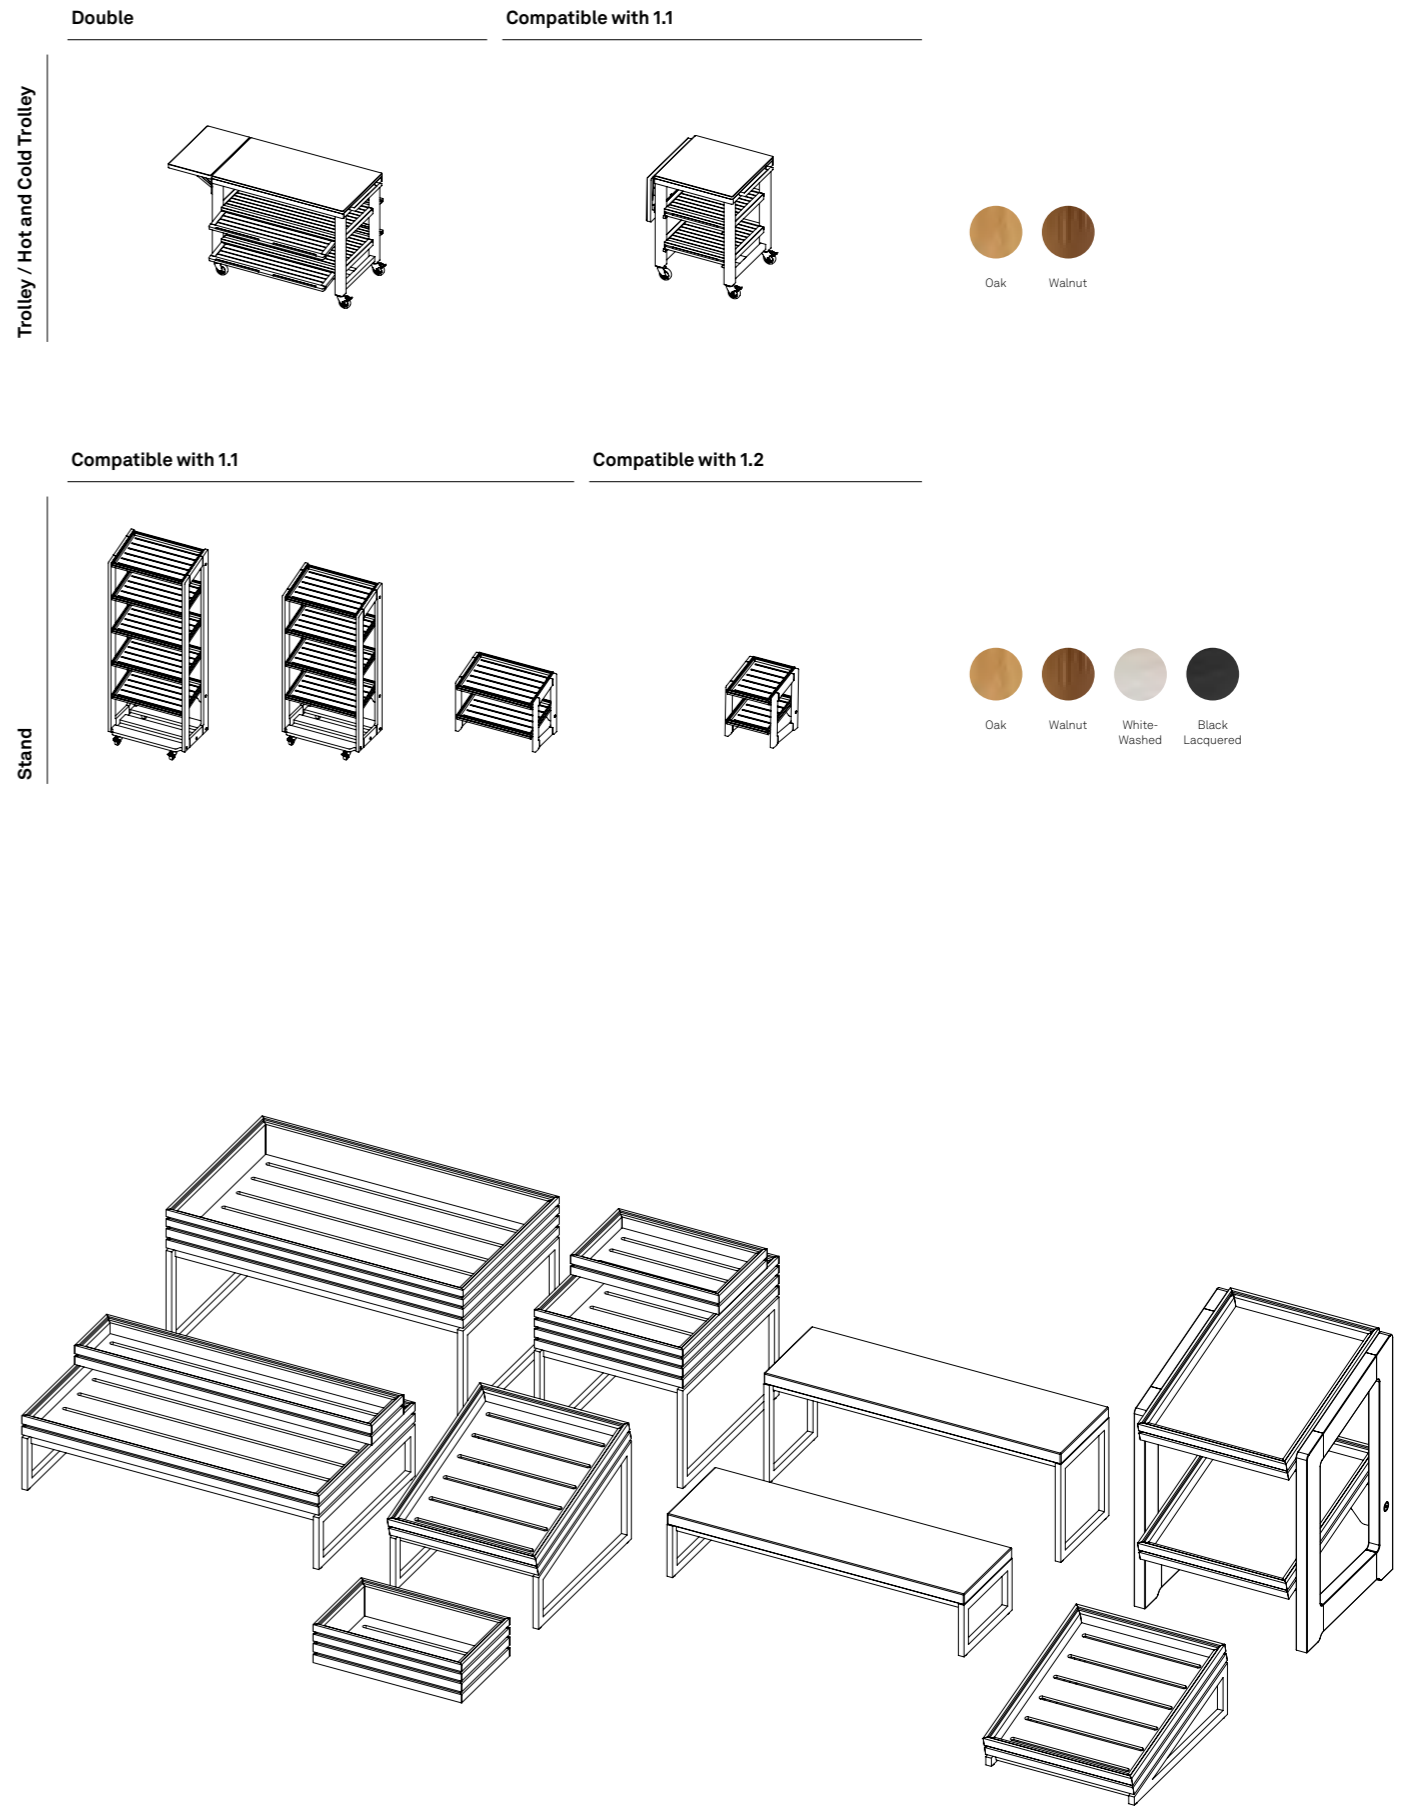 Double
Compatible with 1.1
Trolley / Hot and Cold Trolley
Oak
Walnut
Compatible with 1.1
Compatible with 1.2
Stand
Oak
Walnut
White-
Washed
Black
Lacquered